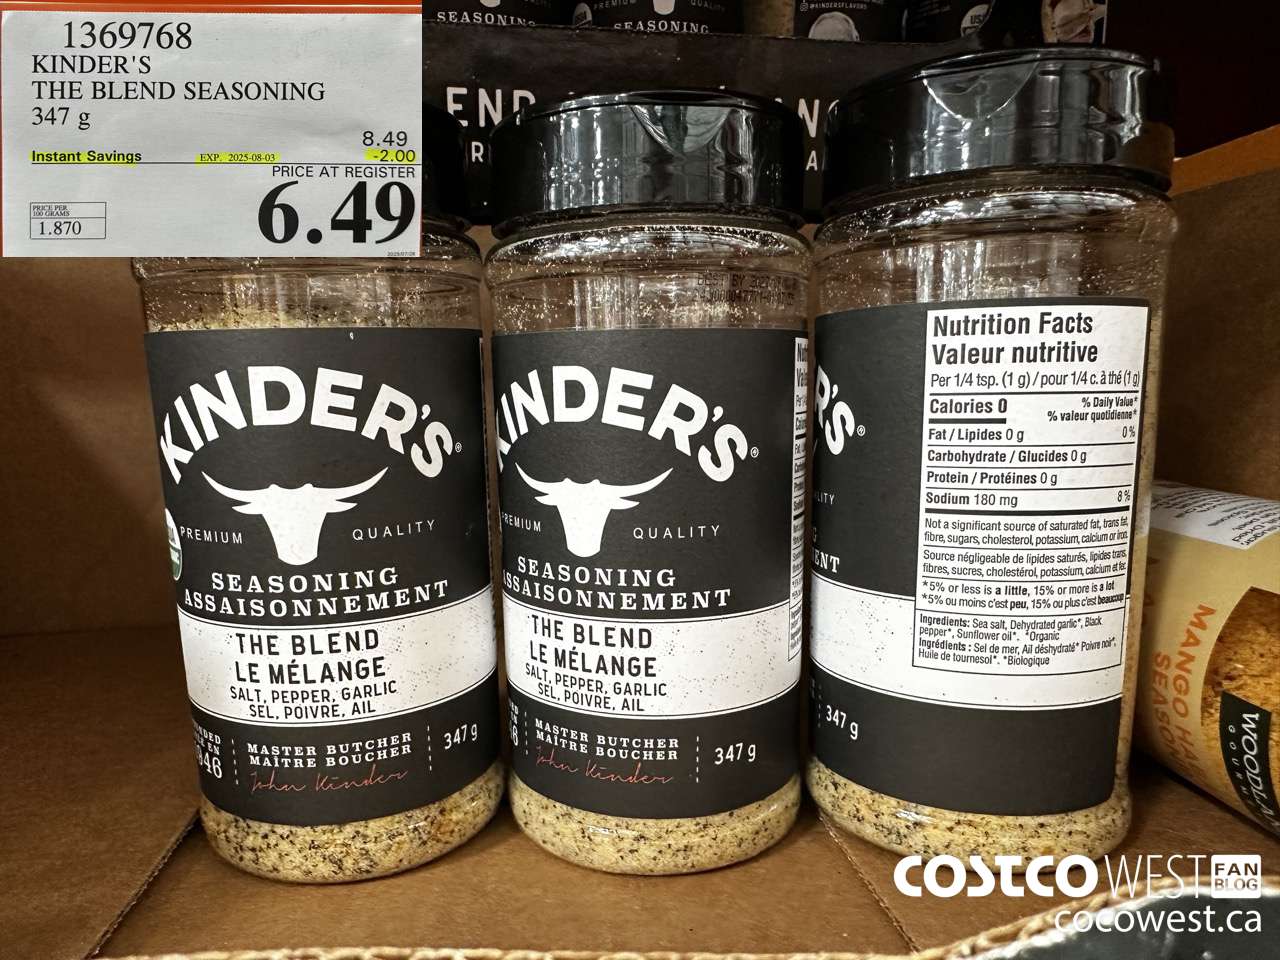 1369768
KINDER'S
THE BLEND SEASONING
347 g
8.49
Instant Savings EXP. 2025-08-03 -2.00
PRICE AT REGISTER
6.49
PRICE PER
100 GRAMS
1.870
SEASONING
SEASONING
@KINDERSFLAVORS
KINDER'S®
PREMIUM QUALITY
SEASONING
ASSAISONNEMENT
THE BLEND
LE MÉLANGE
SALT, PEPPER, GARLIC
SEL, POIVRE, AIL
MASTER BUTCHER
MAÎTRE BOUCHER
John Kinder
347 g
KINDER'S®
PREMIUM QUALITY
SEASONING
ASSAISONNEMENT
THE BLEND
LE MÉLANGE
SALT, PEPPER, GARLIC
SEL, POIVRE, AIL
MASTER BUTCHER
MAÎTRE BOUCHER
John Kinder
347 g
R'S®
347 g
Nutrition Facts
Valeur nutritive
Per 1/4 tsp. (1 g) / pour 1/4 c. à thé (1 g)
Calories 0
% Daily Value*
% valeur quotidienne*
Fat / Lipides 0 g 0 %
Carbohydrate / Glucides 0 g
Protein / Protéines 0 g
Sodium 180 mg 8 %
Not a significant source of saturated fat, trans fat,
fibre, sugars, cholesterol, potassium, calcium or iron.
Source négligeable de lipides saturés, lipides trans,
fibres, sucres, cholestérol, potassium, calcium et fer.
*5% or less is a little, 15% or more is a lot
*5% ou moins c'est peu, 15% ou plus c'est beaucoup
Ingredients: Sea salt, Dehydrated garlic*, Black
pepper*, Sunflower oil*. *Organic
Ingrédients : Sel de mer, Ail déshydraté* Poivre noir*,
Huile de tournesol*. *Biologique
MANGO
COSTCO WEST FAN BLOG
cocowest.ca